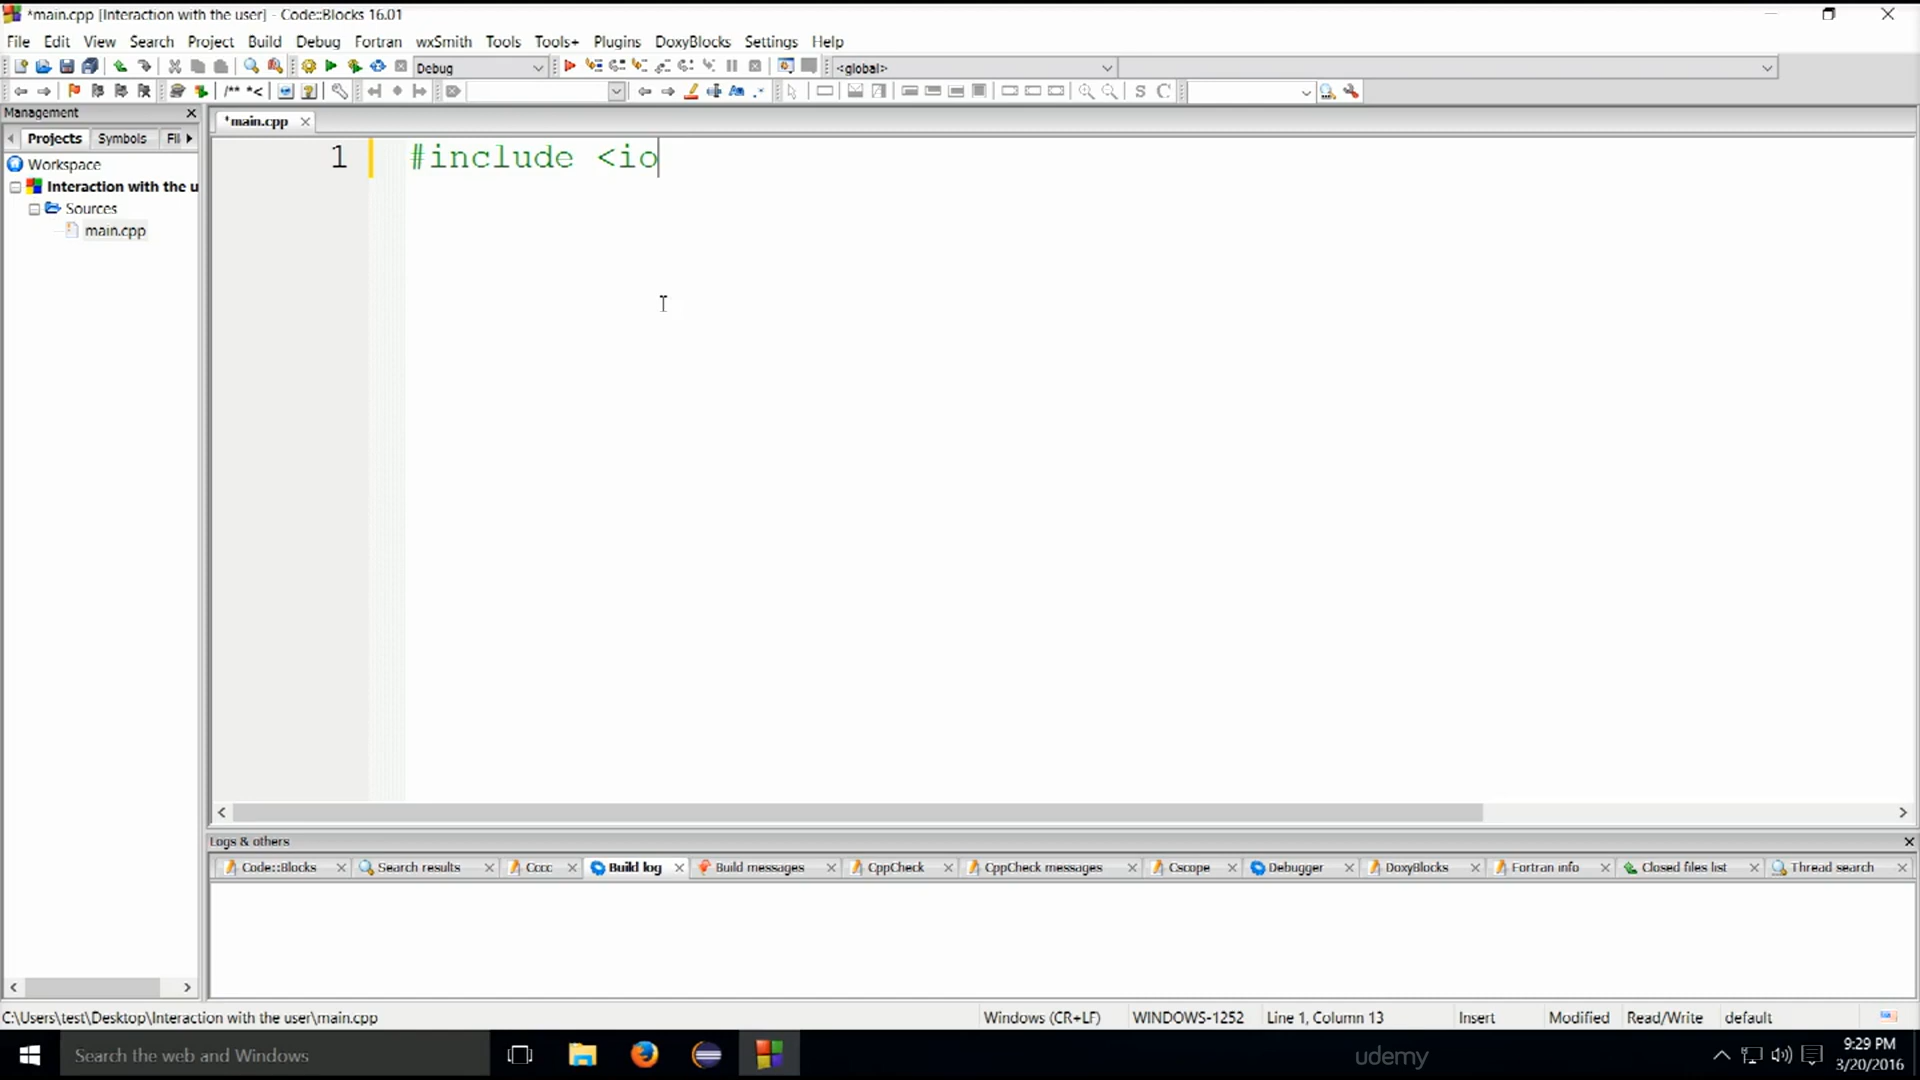 *main.cpp [Interaction with the user] - Code::Blocks 16.01
File Edit View Search Project Build Debug Fortran wxSmith Tools Tools+ Plugins DoxyBlocks Settings Help
Debug <global>
/** *<
S C
Management
*main.cpp
Projects Symbols Fil
Workspace
Interaction with the u
Sources
main.cpp
1 #include <io
Logs & others
Code::Blocks Search results Cccc Build log Build messages CppCheck CppCheck messages Cscope Debugger DoxyBlocks Fortran info Closed files list Thread search
C:\Users\test\Desktop\Interaction with the user\main.cpp Windows (CR+LF) WINDOWS-1252 Line 1, Column 13 Insert Modified Read/Write default
Search the web and Windows
udemy
9:29 PM
3/20/2016